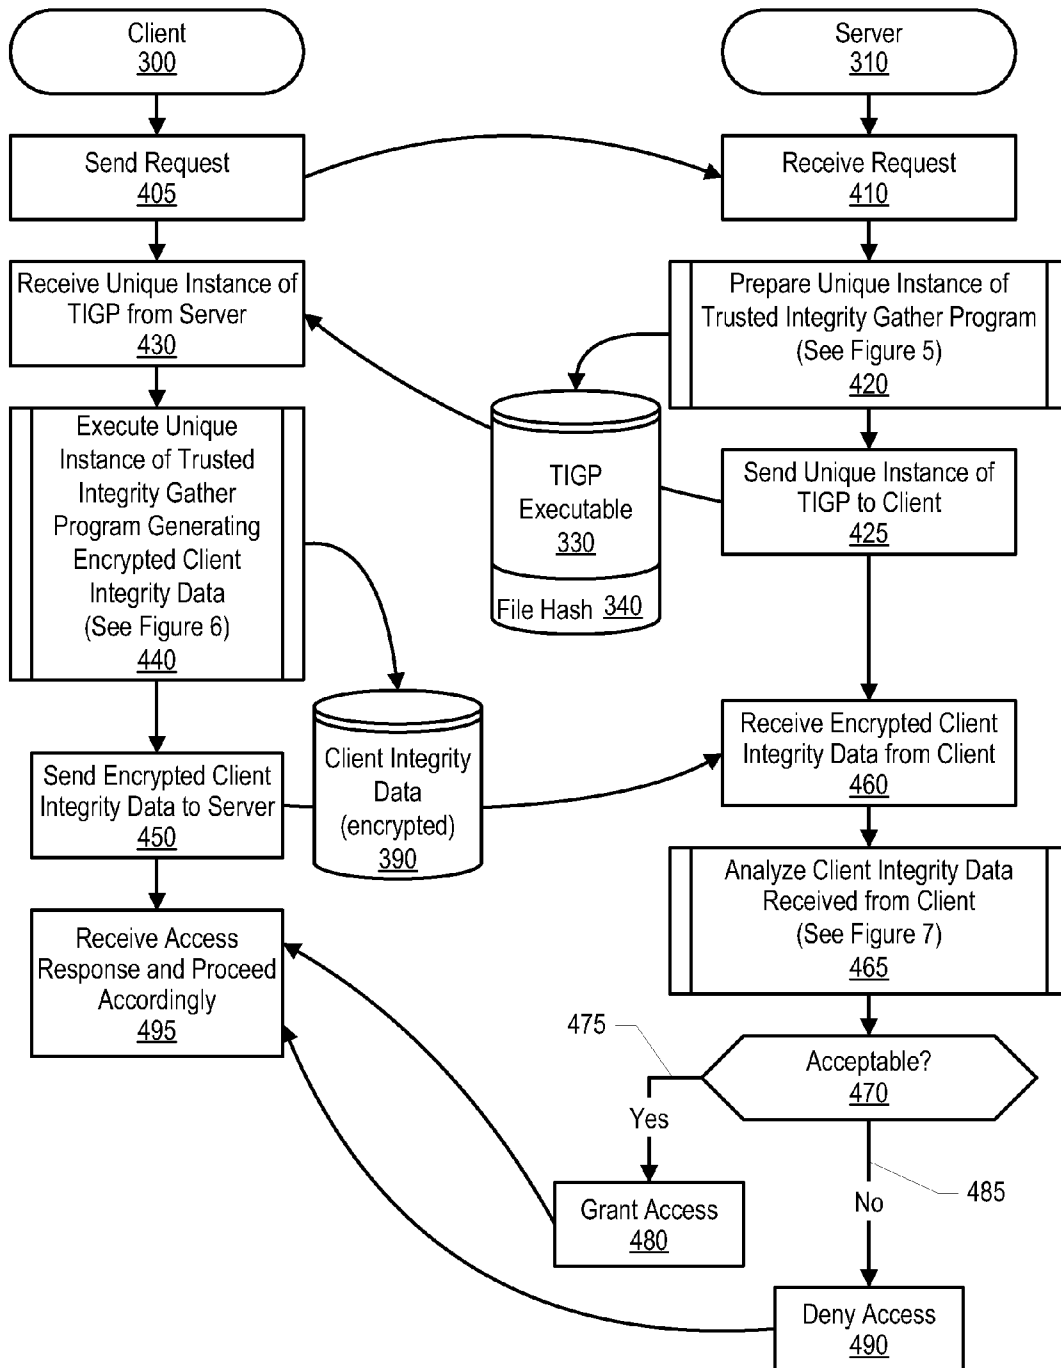 Client
300
Server
310
Send Request
405
Receive Request
410
Receive Unique Instance of
TIGP from Server
430
Prepare Unique Instance of
Trusted Integrity Gather Program
(See Figure 5)
420
Execute Unique
Instance of Trusted
Integrity Gather
Program Generating
Encrypted Client
Integrity Data
(See Figure 6)
440
TIGP
Executable
330
File Hash 340
Send Unique Instance of
TIGP to Client
425
Send Encrypted Client
Integrity Data to Server
450
Client Integrity
Data
(encrypted)
390
Receive Encrypted Client
Integrity Data from Client
460
Analyze Client Integrity Data
Received from Client
(See Figure 7)
465
Receive Access
Response and Proceed
Accordingly
495
475
Acceptable?
470
Yes
485
No
Grant Access
480
Deny Access
490